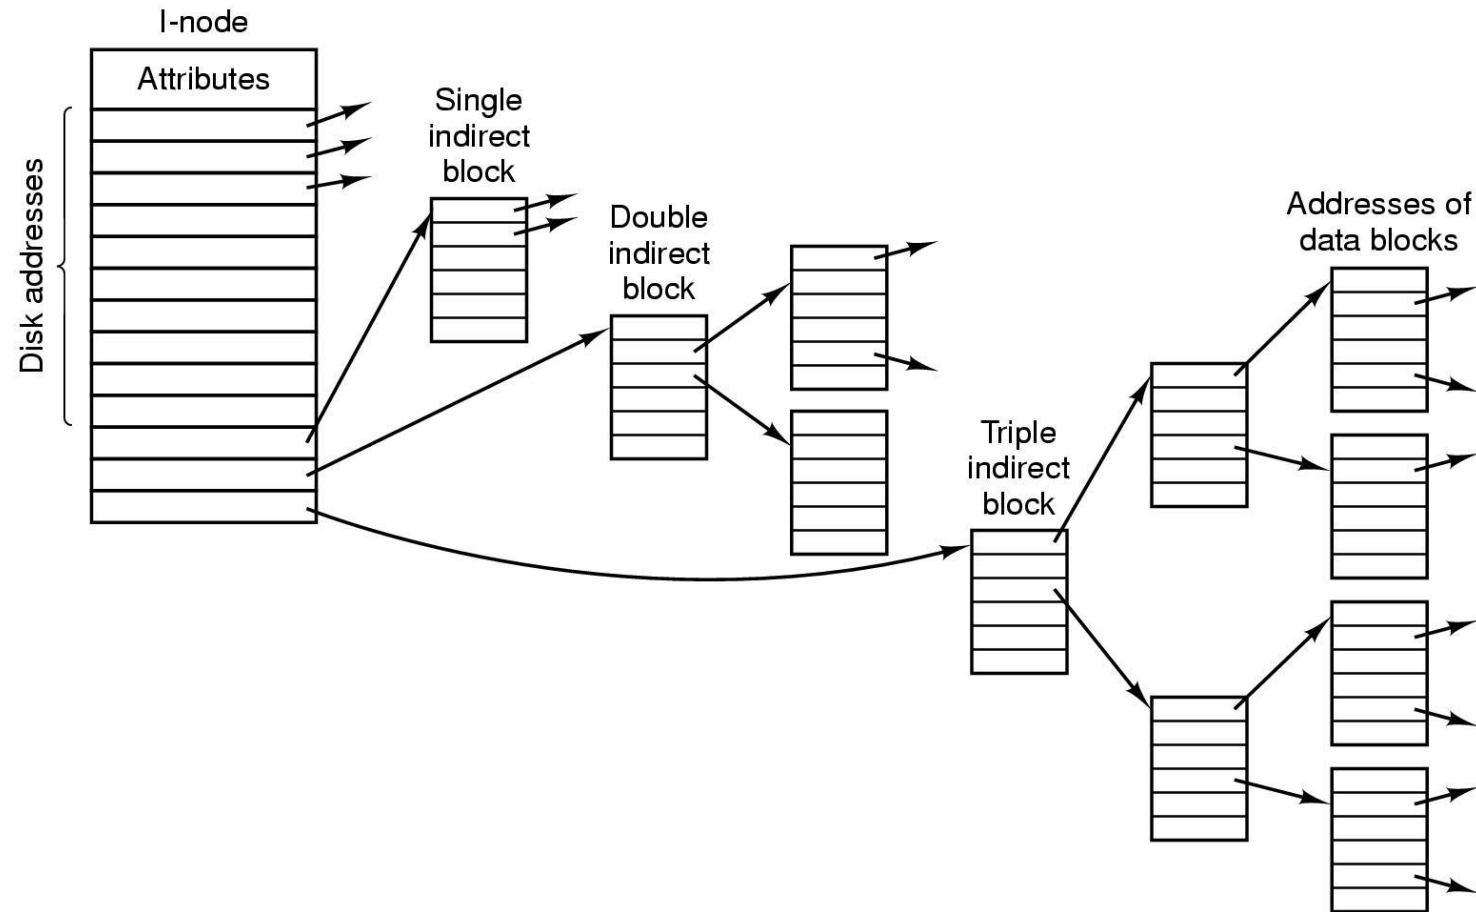 I-node
Attributes
Disk addresses
Single
indirect
block
Double
indirect
block
Triple
indirect
block
Addresses of
data blocks